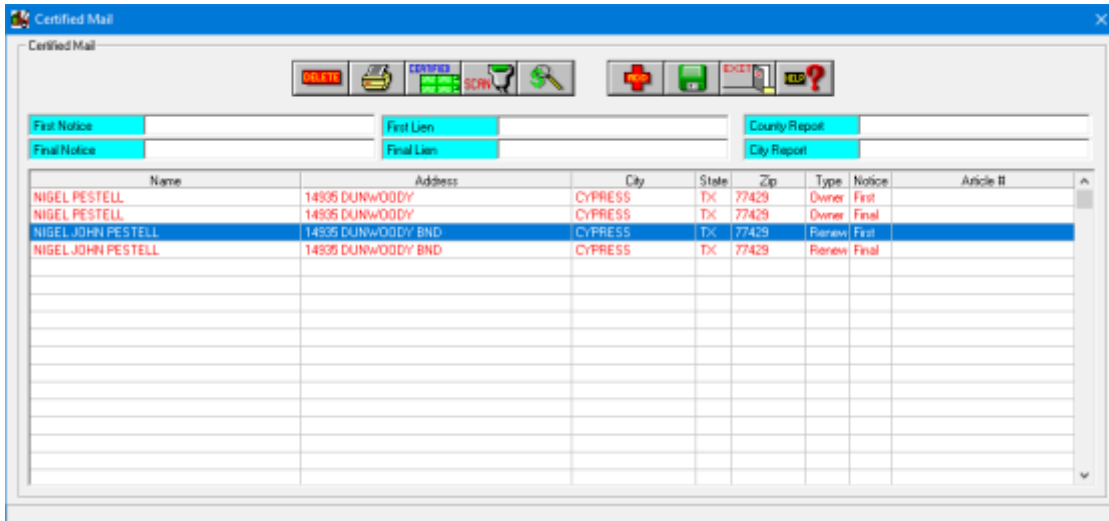 Certified Mail
Certified Mail
DELETE CERTIFIED SCAN ADD EXIT HELP
First Notice First Lien County Report
Final Notice Final Lien City Report
Name Address City State Zip Type Notice Article #
NIGEL PESTELL 14935 DUNWOODY CYPRESS TX 77429 Owner First
NIGEL PESTELL 14935 DUNWOODY CYPRESS TX 77429 Owner Final
NIGEL JOHN PESTELL 14935 DUNWOODY BND CYPRESS TX 77429 Renew First
NIGEL JOHN PESTELL 14935 DUNWOODY BND CYPRESS TX 77429 Renew Final